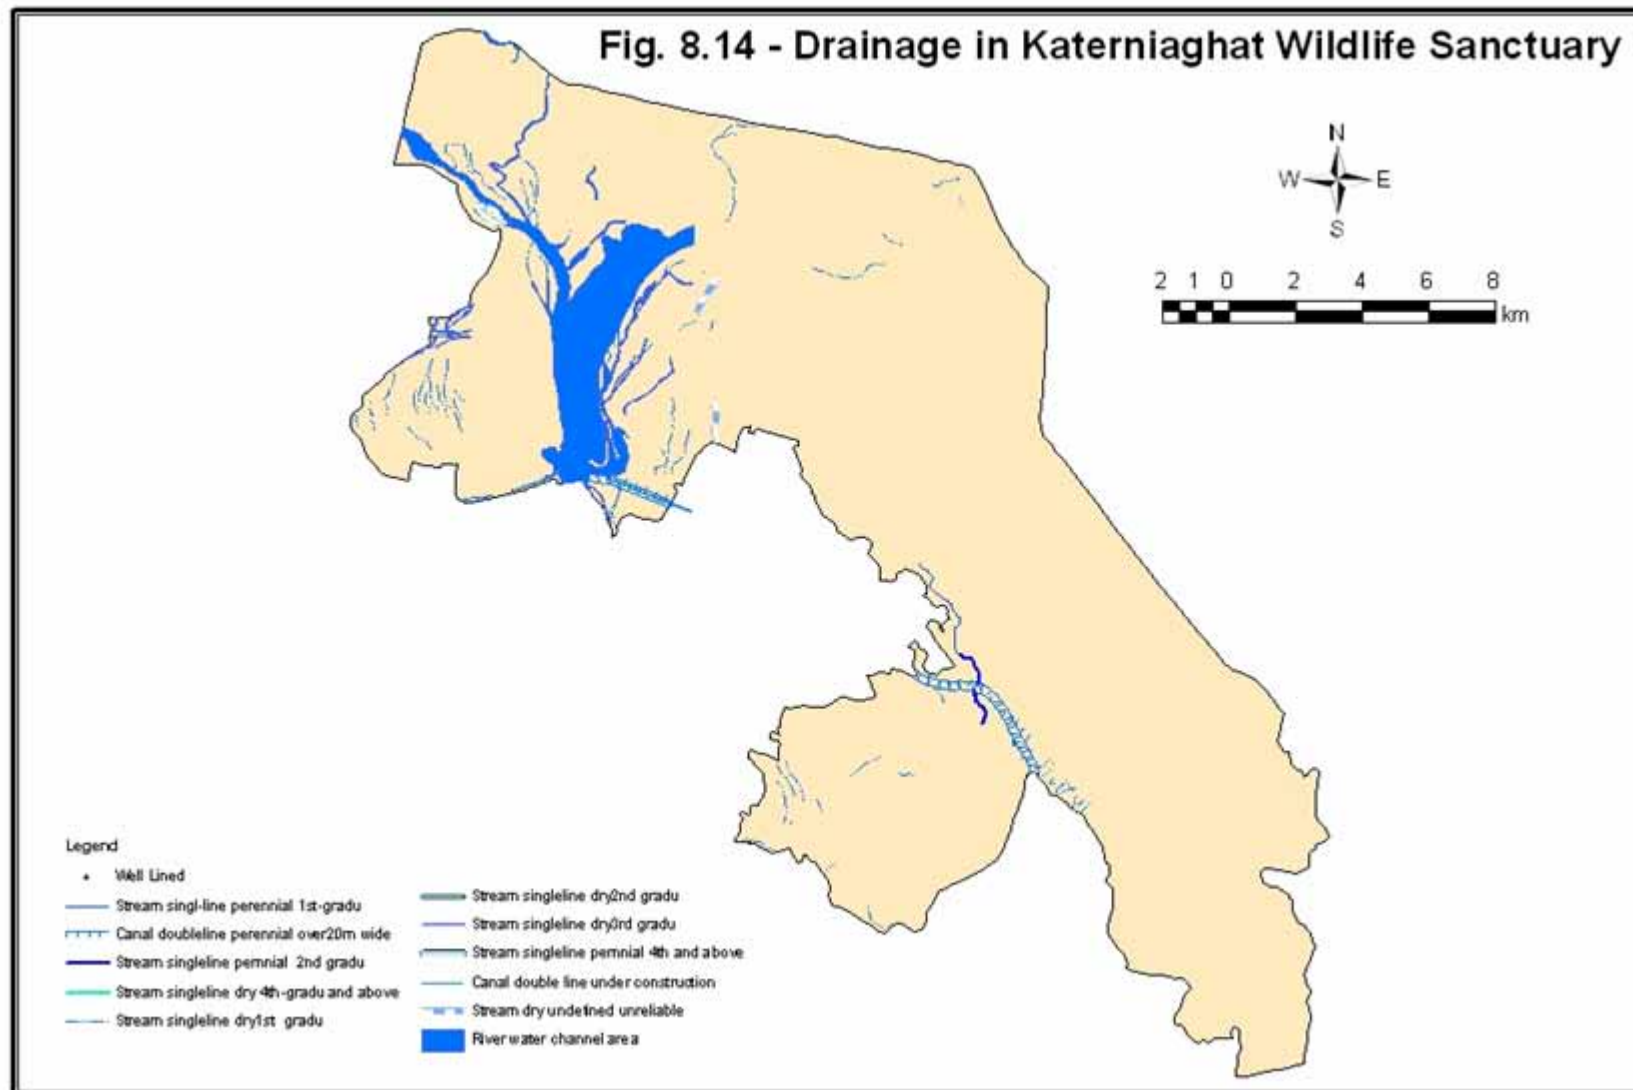 Fig. 8.14 - Drainage in Katerniaghat Wildlife Sanctuary
N
W E
S
2 1 0 2 4 6 8
km
Legend
Well Lined
Stream singl-line perennial 1st-gradu
Canal doubleline perennial over20m wide
Stream singleline pemnial 2nd gradu
Stream singleline dry 4th-gradu and above
Stream singleline dry1st gradu
Stream singleline dry2nd gradu
Stream singleline dry3rd gradu
Stream singleline pemnial 4th and above
Canal double line under construction
Stream dry undefined unreliable
River water channel area